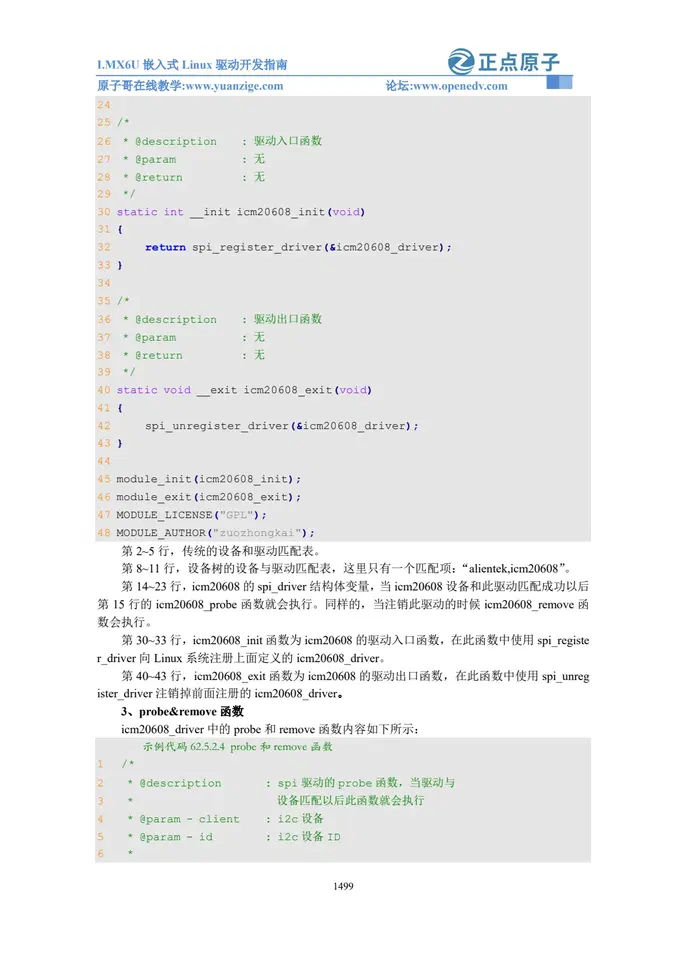 I.MX6U 嵌入式 Linux 驱动开发指南
正点原子
原子哥在线教学:www.yuanzige.com 论坛:www.openedv.com
24
25 /*
26  * @description : 驱动入口函数
27  * @param : 无
28  * @return : 无
29  */
30 static int __init icm20608_init(void)
31 {
32     return spi_register_driver(&icm20608_driver);
33 }
34
35 /*
36  * @description : 驱动出口函数
37  * @param : 无
38  * @return : 无
39  */
40 static void __exit icm20608_exit(void)
41 {
42     spi_unregister_driver(&icm20608_driver);
43 }
44
45 module_init(icm20608_init);
46 module_exit(icm20608_exit);
47 MODULE_LICENSE("GPL");
48 MODULE_AUTHOR("zuozhongkai");
第 2~5 行，传统的设备和驱动匹配表。
第 8~11 行，设备树的设备与驱动匹配表，这里只有一个匹配项：“alientek,icm20608”。
第 14~23 行，icm20608 的 spi_driver 结构体变量，当 icm20608 设备和此驱动匹配成功以后
第 15 行的 icm20608_probe 函数就会执行。同样的，当注销此驱动的时候 icm20608_remove 函
数会执行。
第 30~33 行，icm20608_init 函数为 icm20608 的驱动入口函数，在此函数中使用 spi_registe
r_driver 向 Linux 系统注册上面定义的 icm20608_driver。
第 40~43 行，icm20608_exit 函数为 icm20608 的驱动出口函数，在此函数中使用 spi_unreg
ister_driver 注销掉前面注册的 icm20608_driver。
3、probe&remove 函数
icm20608_driver 中的 probe 和 remove 函数内容如下所示：
示例代码 62.5.2.4 probe 和 remove 函数
1 /*
2  * @description : spi 驱动的 probe 函数，当驱动与
3  * 设备匹配以后此函数就会执行
4  * @param - client : i2c 设备
5  * @param - id : i2c 设备 ID
6  *
1499